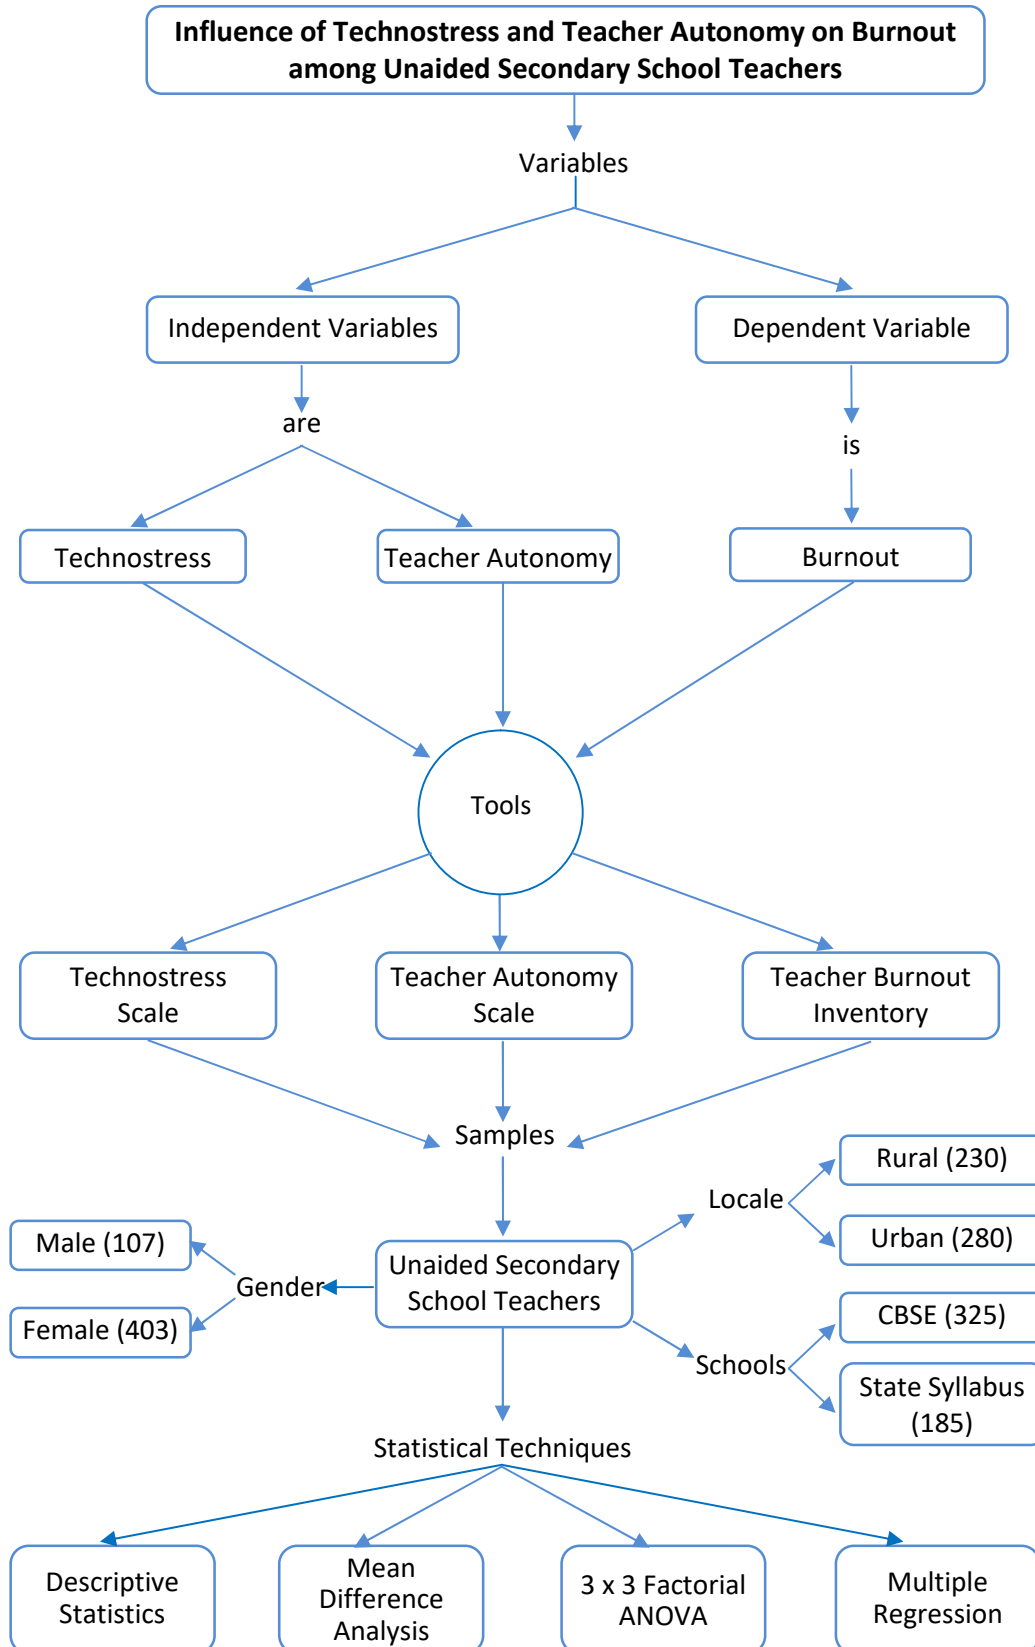 Influence of Technostress and Teacher Autonomy on Burnout
among Unaided Secondary School Teachers
Variables
Independent Variables
Dependent Variable
are
is
Technostress
Teacher Autonomy
Burnout
Tools
Technostress
Scale
Teacher Autonomy
Scale
Teacher Burnout
Inventory
Samples
Rural (230)
Locale
Urban (280)
Male (107)
Gender
Female (403)
Unaided Secondary
School Teachers
CBSE (325)
Schools
State Syllabus
(185)
Statistical Techniques
Descriptive
Statistics
Mean
Difference
Analysis
3 x 3 Factorial
ANOVA
Multiple
Regression